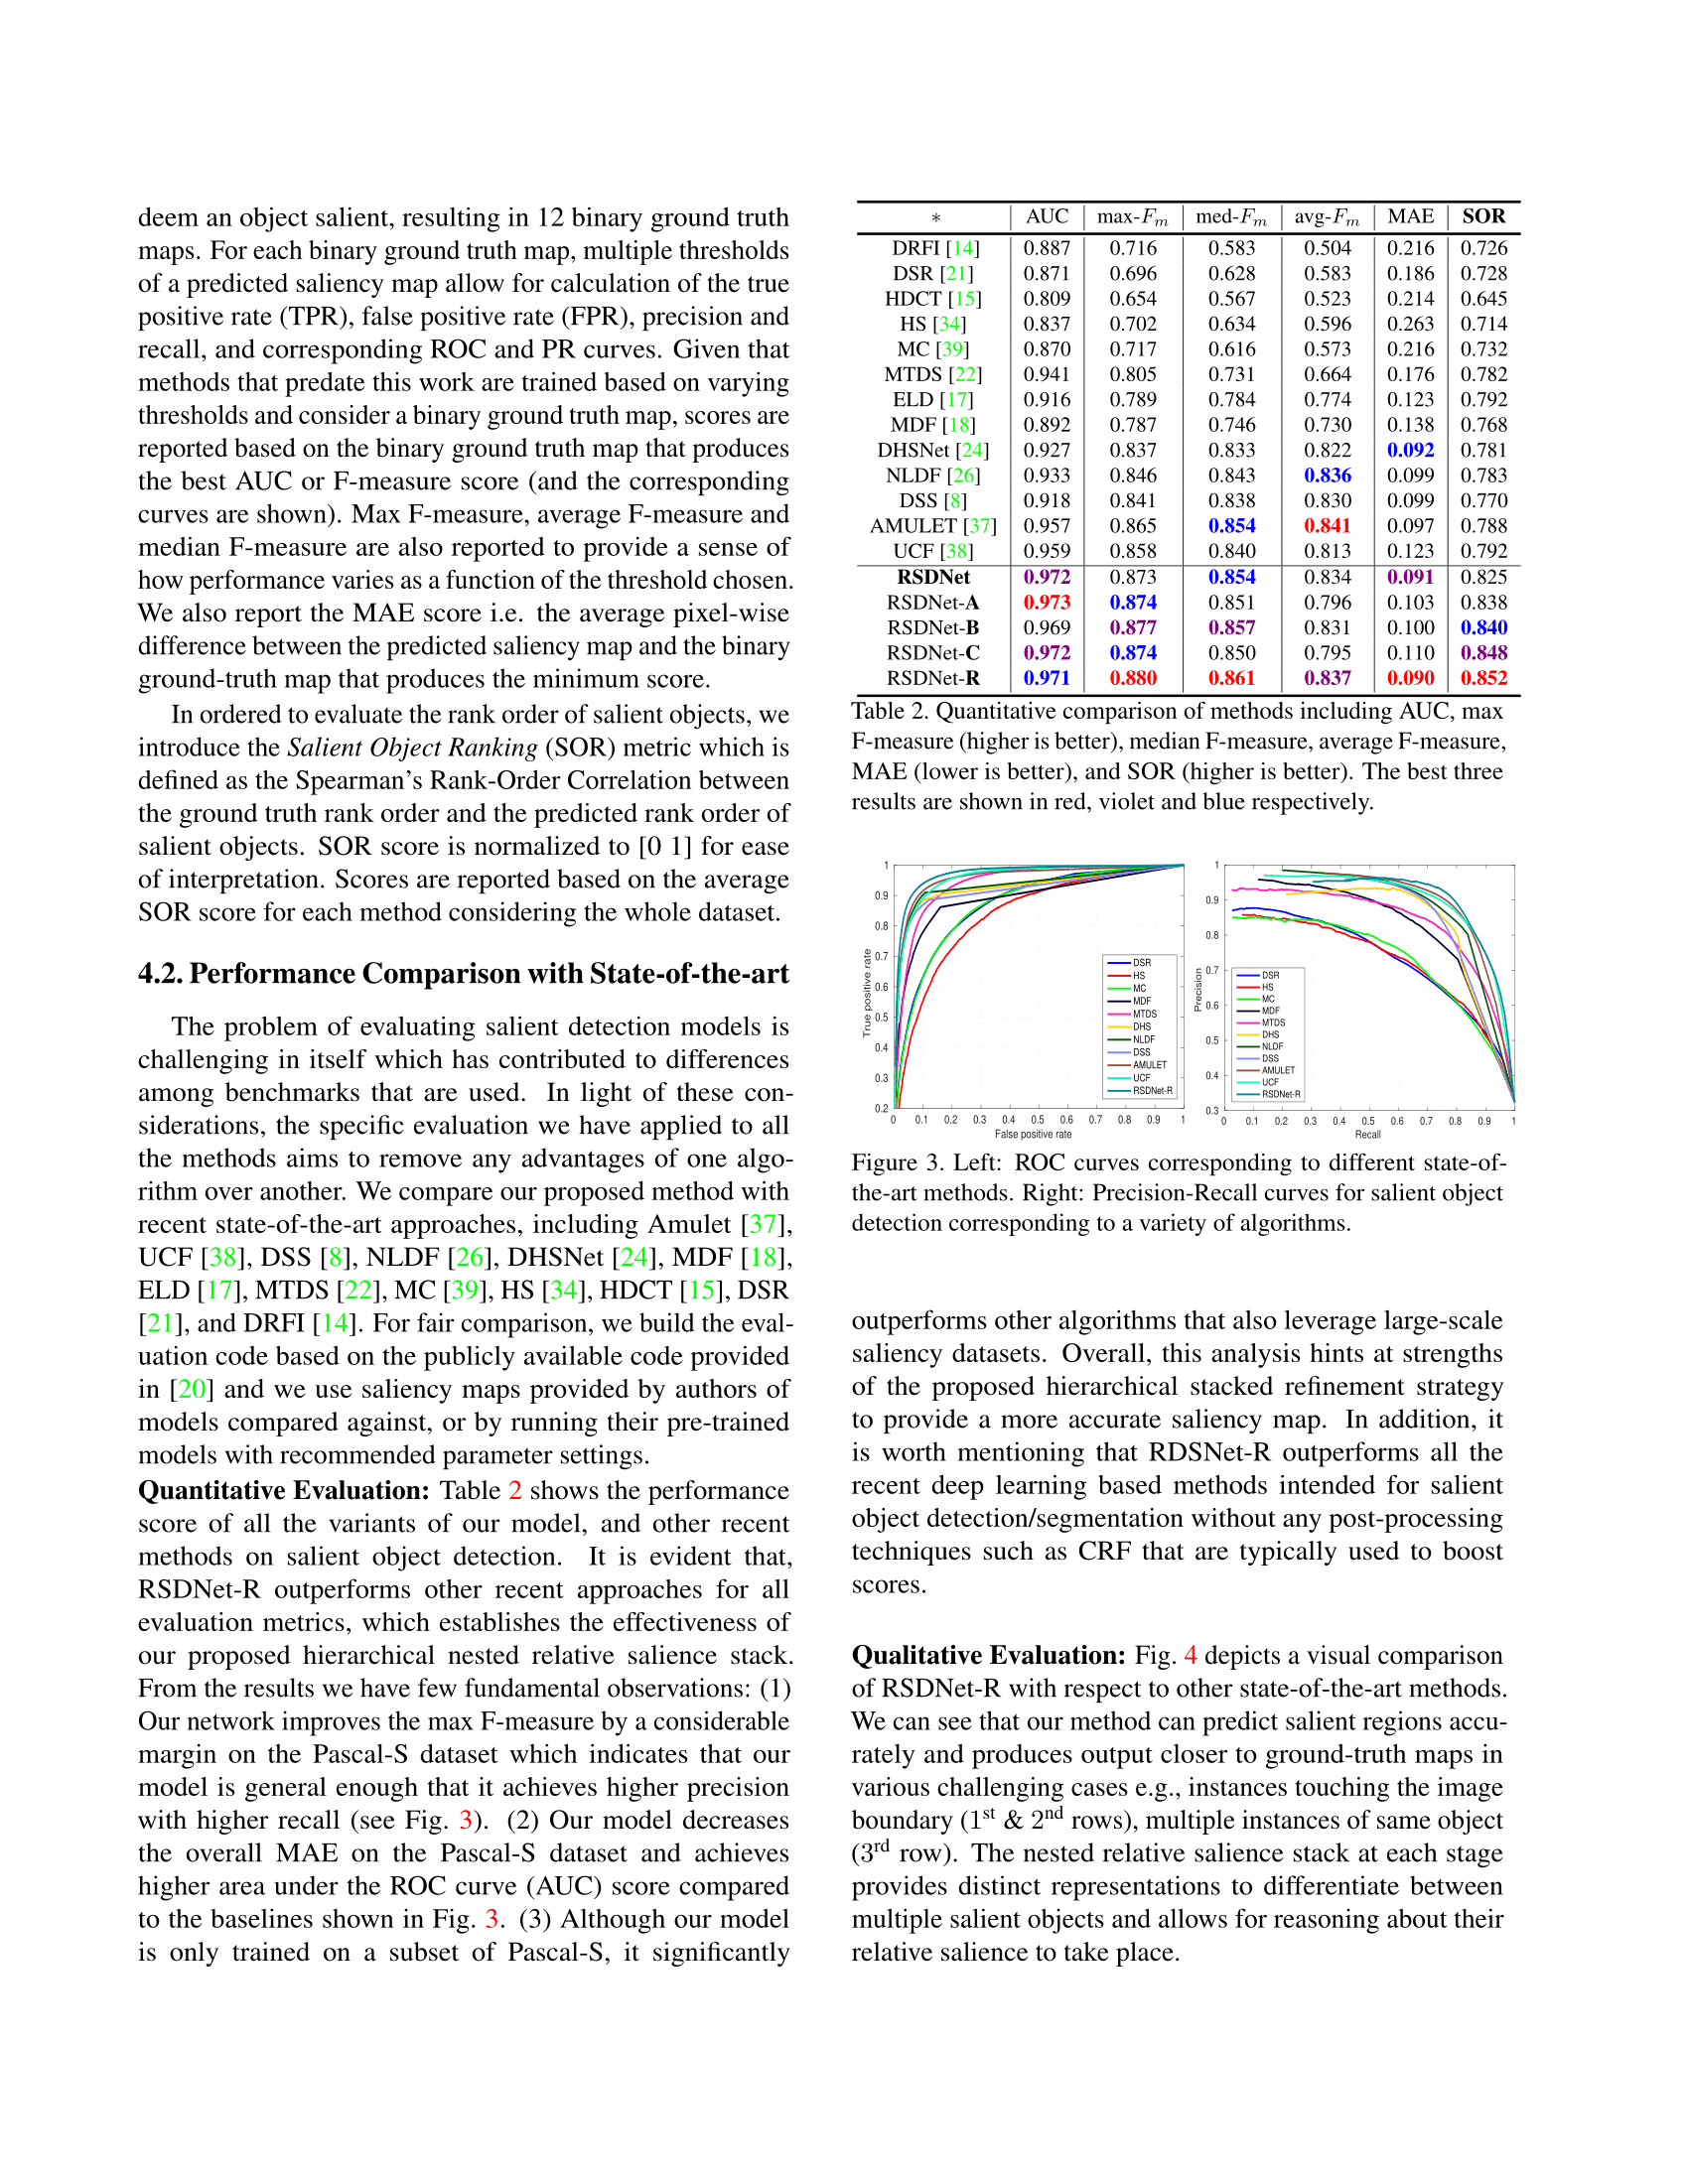 deem an object salient, resulting in 12 binary ground truth
maps. For each binary ground truth map, multiple thresholds
of a predicted saliency map allow for calculation of the true
positive rate (TPR), false positive rate (FPR), precision and
recall, and corresponding ROC and PR curves. Given that
methods that predate this work are trained based on varying
thresholds and consider a binary ground truth map, scores are
reported based on the binary ground truth map that produces
the best AUC or F-measure score (and the corresponding
curves are shown). Max F-measure, average F-measure and
median F-measure are also reported to provide a sense of
how performance varies as a function of the threshold chosen.
We also report the MAE score i.e. the average pixel-wise
difference between the predicted saliency map and the binary
ground-truth map that produces the minimum score.
In ordered to evaluate the rank order of salient objects, we
introduce the Salient Object Ranking (SOR) metric which is
defined as the Spearman's Rank-Order Correlation between
the ground truth rank order and the predicted rank order of
salient objects. SOR score is normalized to [0 1] for ease
of interpretation. Scores are reported based on the average
SOR score for each method considering the whole dataset.
4.2. Performance Comparison with State-of-the-art
The problem of evaluating salient detection models is
challenging in itself which has contributed to differences
among benchmarks that are used. In light of these con-
siderations, the specific evaluation we have applied to all
the methods aims to remove any advantages of one algo-
rithm over another. We compare our proposed method with
recent state-of-the-art approaches, including Amulet [37],
UCF [38], DSS [8], NLDF [26], DHSNet [24], MDF [18],
ELD [17], MTDS [22], MC [39], HS [34], HDCT [15], DSR
[21], and DRFI [14]. For fair comparison, we build the eval-
uation code based on the publicly available code provided
in [20] and we use saliency maps provided by authors of
models compared against, or by running their pre-trained
models with recommended parameter settings.
Quantitative Evaluation: Table 2 shows the performance
score of all the variants of our model, and other recent
methods on salient object detection. It is evident that,
RSDNet-R outperforms other recent approaches for all
evaluation metrics, which establishes the effectiveness of
our proposed hierarchical nested relative salience stack.
From the results we have few fundamental observations: (1)
Our network improves the max F-measure by a considerable
margin on the Pascal-S dataset which indicates that our
model is general enough that it achieves higher precision
with higher recall (see Fig. 3). (2) Our model decreases
the overall MAE on the Pascal-S dataset and achieves
higher area under the ROC curve (AUC) score compared
to the baselines shown in Fig. 3. (3) Although our model
is only trained on a subset of Pascal-S, it significantly
* AUC max-Fm med-Fm avg-Fm MAE SOR
DRFI [14] 0.887 0.716 0.583 0.504 0.216 0.726
DSR [21] 0.871 0.696 0.628 0.583 0.186 0.728
HDCT [15] 0.809 0.654 0.567 0.523 0.214 0.645
HS [34] 0.837 0.702 0.634 0.596 0.263 0.714
MC [39] 0.870 0.717 0.616 0.573 0.216 0.732
MTDS [22] 0.941 0.805 0.731 0.664 0.176 0.782
ELD [17] 0.916 0.789 0.784 0.774 0.123 0.792
MDF [18] 0.892 0.787 0.746 0.730 0.138 0.768
DHSNet [24] 0.927 0.837 0.833 0.822 0.092 0.781
NLDF [26] 0.933 0.846 0.843 0.836 0.099 0.783
DSS [8] 0.918 0.841 0.838 0.830 0.099 0.770
AMULET [37] 0.957 0.865 0.854 0.841 0.097 0.788
UCF [38] 0.959 0.858 0.840 0.813 0.123 0.792
RSDNet 0.972 0.873 0.854 0.834 0.091 0.825
RSDNet-A 0.973 0.874 0.851 0.796 0.103 0.838
RSDNet-B 0.969 0.877 0.857 0.831 0.100 0.840
RSDNet-C 0.972 0.874 0.850 0.795 0.110 0.848
RSDNet-R 0.971 0.880 0.861 0.837 0.090 0.852
Table 2. Quantitative comparison of methods including AUC, max
F-measure (higher is better), median F-measure, average F-measure,
MAE (lower is better), and SOR (higher is better). The best three
results are shown in red, violet and blue respectively.
True positive rate
1
0.9
0.8
0.7
0.6
0.5
0.4
0.3
0.2
DSR
HS
MC
MDF
MTDS
DHS
NLDF
DSS
AMULET
UCF
RSDNet-R
0 0.1 0.2 0.3 0.4 0.5 0.6 0.7 0.8 0.9 1
False positive rate
Precision
1
0.9
0.8
0.7
0.6
0.5
0.4
0.3
DSR
HS
MC
MDF
MTDS
DHS
NLDF
DSS
AMULET
UCF
RSDNet-R
0 0.1 0.2 0.3 0.4 0.5 0.6 0.7 0.8 0.9 1
Recall
Figure 3. Left: ROC curves corresponding to different state-of-
the-art methods. Right: Precision-Recall curves for salient object
detection corresponding to a variety of algorithms.
outperforms other algorithms that also leverage large-scale
saliency datasets. Overall, this analysis hints at strengths
of the proposed hierarchical stacked refinement strategy
to provide a more accurate saliency map. In addition, it
is worth mentioning that RDSNet-R outperforms all the
recent deep learning based methods intended for salient
object detection/segmentation without any post-processing
techniques such as CRF that are typically used to boost
scores.
Qualitative Evaluation: Fig. 4 depicts a visual comparison
of RSDNet-R with respect to other state-of-the-art methods.
We can see that our method can predict salient regions accu-
rately and produces output closer to ground-truth maps in
various challenging cases e.g., instances touching the image
boundary (1st & 2nd rows), multiple instances of same object
(3rd row). The nested relative salience stack at each stage
provides distinct representations to differentiate between
multiple salient objects and allows for reasoning about their
relative salience to take place.